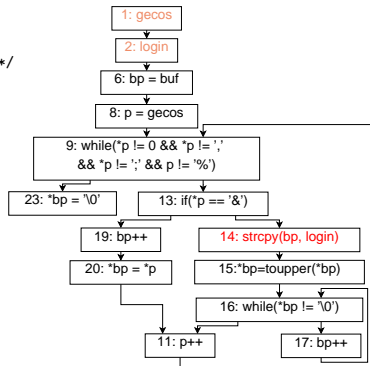 1: gecos
2: login
*/
6: bp = buf
8: p = gecos
9: while(*p != 0 && *p != ','
&& *p != ';' && p != '%')
23: *bp = '\0'
13: if(*p == '&')
19: bp++
14: strcpy(bp, login)
20: *bp = *p
15:*bp=toupper(*bp)
16: while(*bp != '\0')
11: p++
17: bp++